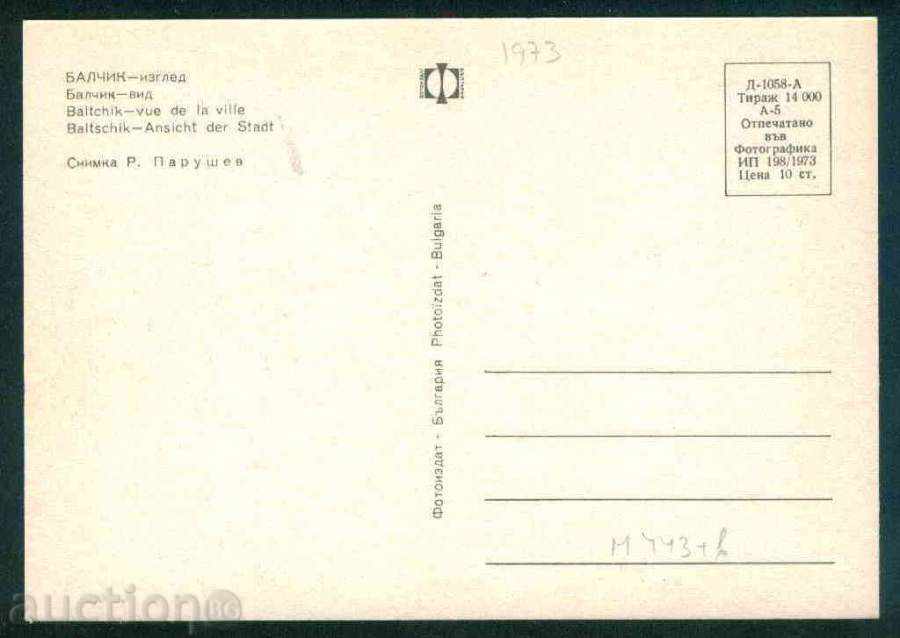 1973
БАЛЧИК—изглед
Балчик—вид
Baltchik—vue de la ville
Baltschik—Ansicht der Stadt
Снимка Р. Парушев
Д-1058-А
Тираж 14 000
А-5
Отпечатано
във
Фотографика
ИП 198/1973
Цена 10 ст.
Фотоиздат - България Photoizdat - Bulgaria
auction BG